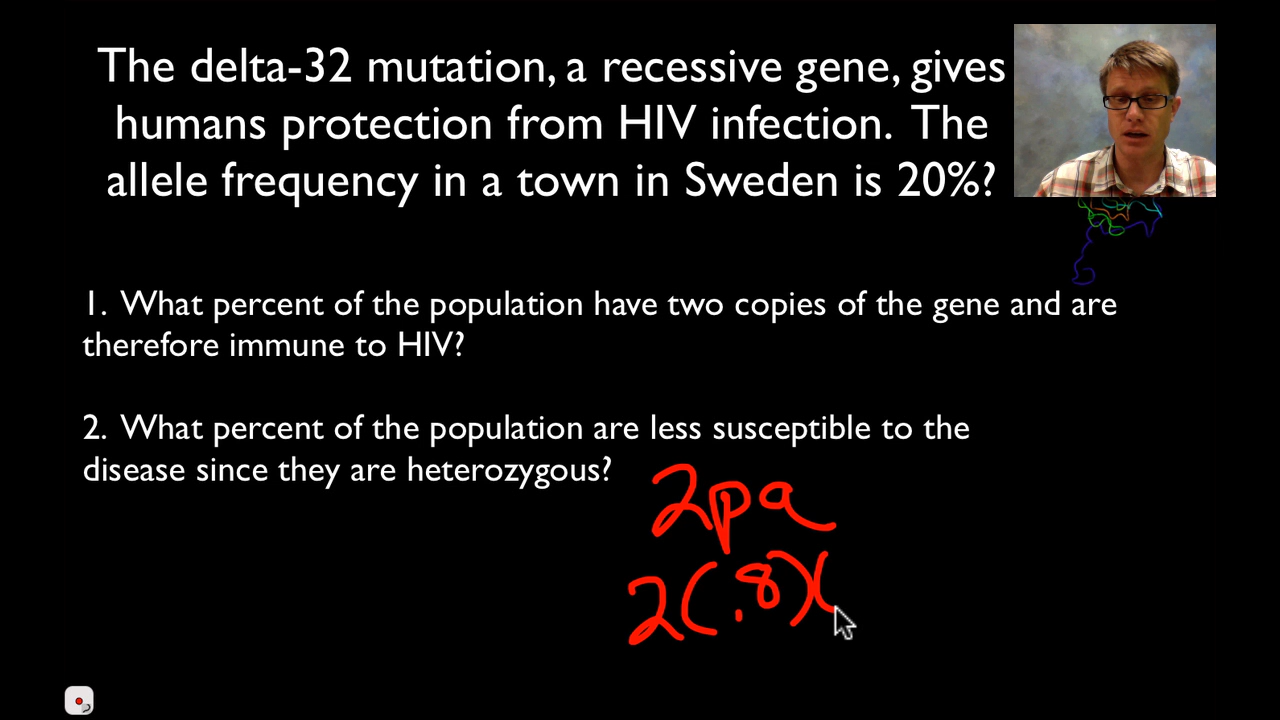 The delta-32 mutation, a recessive gene, gives
humans protection from HIV infection. The
allele frequency in a town in Sweden is 20%?
1. What percent of the population have two copies of the gene and are
therefore immune to HIV?
2. What percent of the population are less susceptible to the
disease since they are heterozygous?
2pq
2(.8)(